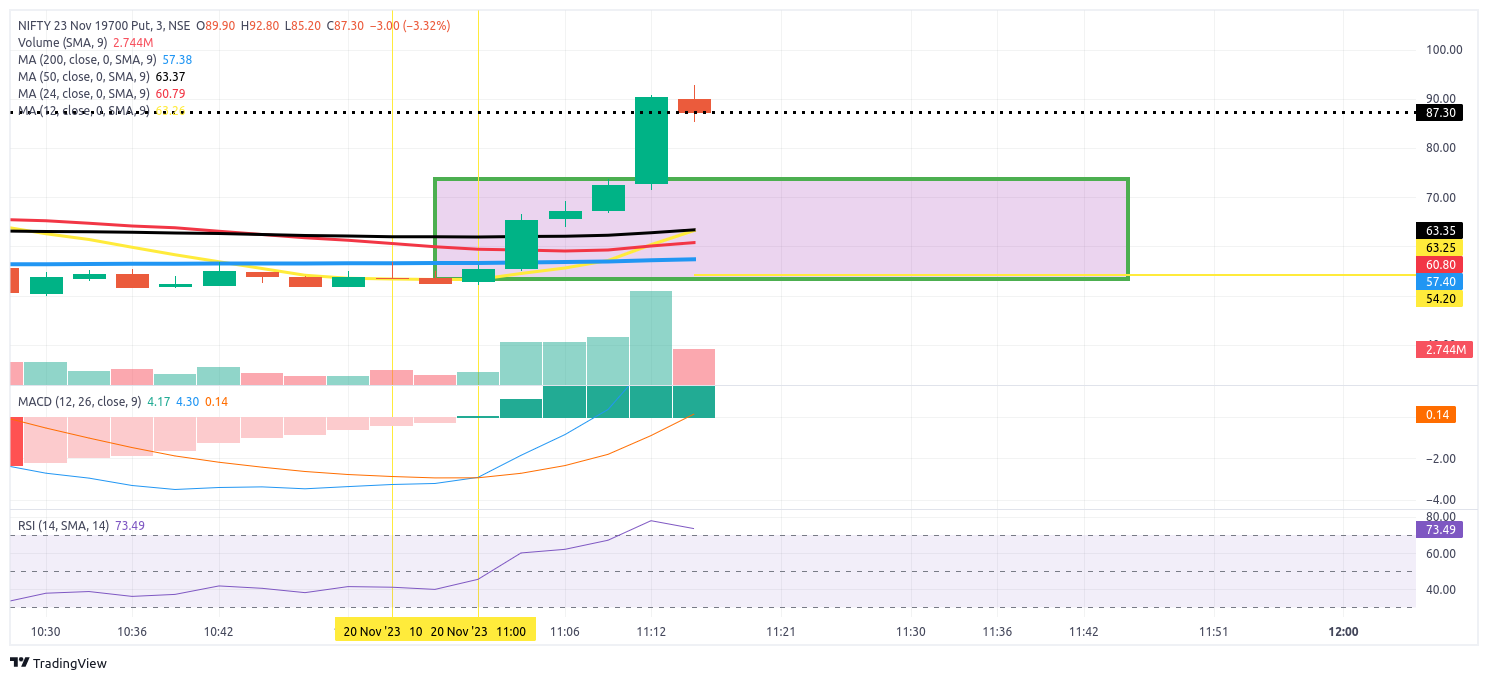 NIFTY 23 Nov 19700 Put, 3, NSE O89.90 H92.80 L85.20 C87.30 −3.00 (−3.32%)
Volume (SMA, 9) 2.744M
MA (200, close, 0, SMA, 9) 57.38
MA (50, close, 0, SMA, 9) 63.37
MA (24, close, 0, SMA, 9) 60.79
MA (12, close, 0, SMA, 9)
100.00
90.00
87.30
80.00
70.00
63.35
63.25
60.80
57.40
54.20
2.744M
MACD (12, 26, close, 9) 4.17 4.30 0.14
0.14
−2.00
−4.00
RSI (14, SMA, 14) 73.49
80.00
73.49
60.00
40.00
10:30 10:36 10:42 20 Nov '23 10 20 Nov '23 11:00 11:06 11:12 11:21 11:30 11:36 11:42 11:51 12:00
TradingView